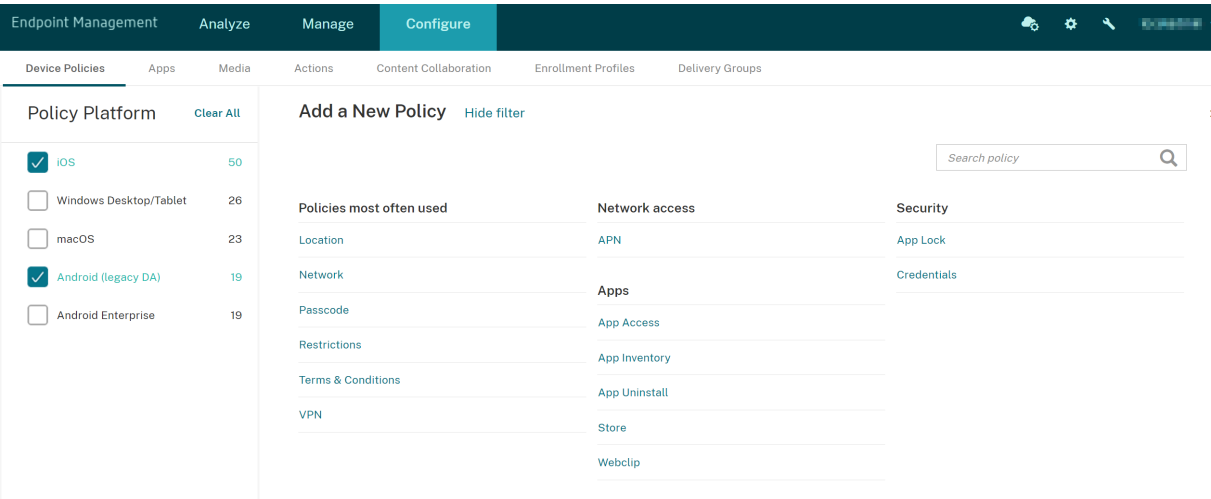 Endpoint Management Analyze Manage Configure
Device Policies Apps Media Actions Content Collaboration Enrollment Profiles Delivery Groups
Policy Platform Clear All
iOS 50
Windows Desktop/Tablet 26
macOS 23
Android (legacy DA) 19
Android Enterprise 19
Add a New Policy Hide filter
Search policy
Policies most often used
Location
Network
Passcode
Restrictions
Terms & Conditions
VPN
Network access
APN
Apps
App Access
App Inventory
App Uninstall
Store
Webclip
Security
App Lock
Credentials